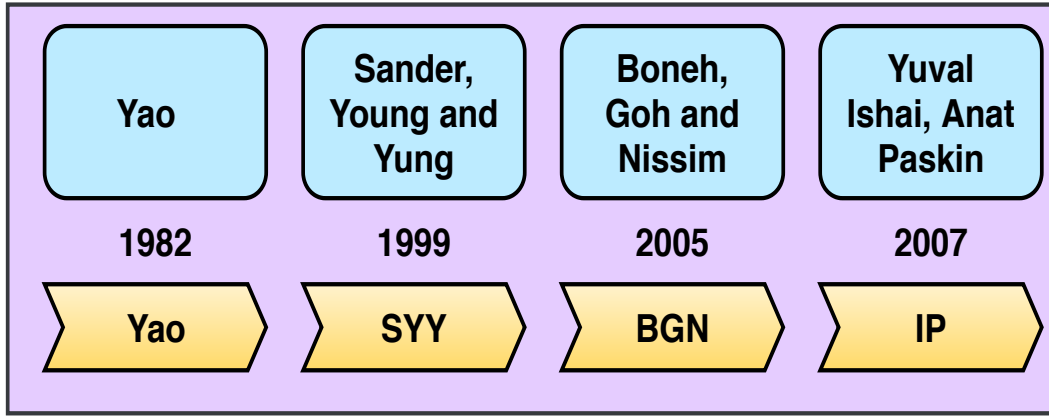 Yao
Sander,
Young and
Yung
Boneh,
Goh and
Nissim
Yuval
Ishai, Anat
Paskin
1982
1999
2005
2007
Yao
SYY
BGN
IP